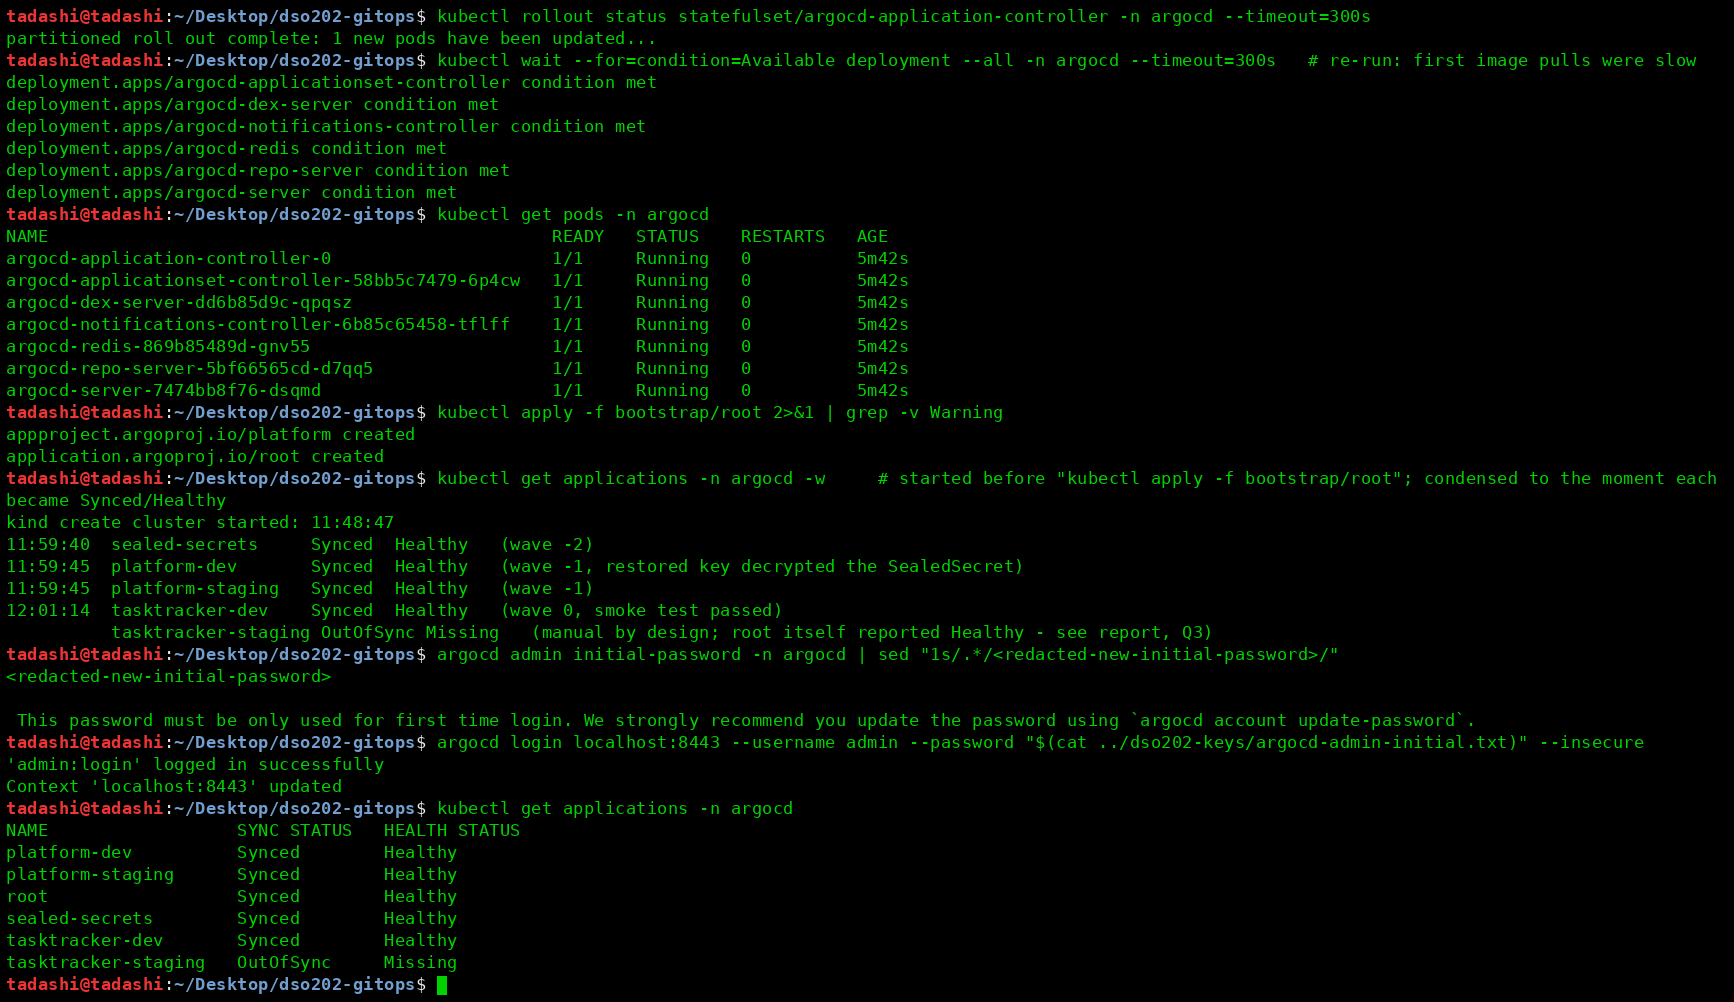 tadashi@tadashi:~/Desktop/dso202-gitops$ kubectl rollout status statefulset/argocd-application-controller -n argocd --timeout=300s
partitioned roll out complete: 1 new pods have been updated...
tadashi@tadashi:~/Desktop/dso202-gitops$ kubectl wait --for=condition=Available deployment --all -n argocd --timeout=300s   # re-run: first image pulls were slow
deployment.apps/argocd-applicationset-controller condition met
deployment.apps/argocd-dex-server condition met
deployment.apps/argocd-notifications-controller condition met
deployment.apps/argocd-redis condition met
deployment.apps/argocd-repo-server condition met
deployment.apps/argocd-server condition met
tadashi@tadashi:~/Desktop/dso202-gitops$ kubectl get pods -n argocd
NAME                                                READY   STATUS    RESTARTS   AGE
argocd-application-controller-0                     1/1     Running   0          5m42s
argocd-applicationset-controller-58bb5c7479-6p4cw   1/1     Running   0          5m42s
argocd-dex-server-dd6b85d9c-qpqsz                   1/1     Running   0          5m42s
argocd-notifications-controller-6b85c65458-tflff    1/1     Running   0          5m42s
argocd-redis-869b85489d-gnv55                       1/1     Running   0          5m42s
argocd-repo-server-5bf66565cd-d7qq5                 1/1     Running   0          5m42s
argocd-server-7474bb8f76-dsqmd                      1/1     Running   0          5m42s
tadashi@tadashi:~/Desktop/dso202-gitops$ kubectl apply -f bootstrap/root 2>&1 | grep -v Warning
appproject.argoproj.io/platform created
application.argoproj.io/root created
tadashi@tadashi:~/Desktop/dso202-gitops$ kubectl get applications -n argocd -w     # started before "kubectl apply -f bootstrap/root"; condensed to the moment each
became Synced/Healthy
kind create cluster started: 11:48:47
11:59:40  sealed-secrets     Synced  Healthy   (wave -2)
11:59:45  platform-dev       Synced  Healthy   (wave -1, restored key decrypted the SealedSecret)
11:59:45  platform-staging   Synced  Healthy   (wave -1)
12:01:14  tasktracker-dev    Synced  Healthy   (wave 0, smoke test passed)
          tasktracker-staging OutOfSync Missing   (manual by design; root itself reported Healthy - see report, Q3)
tadashi@tadashi:~/Desktop/dso202-gitops$ argocd admin initial-password -n argocd | sed "1s/.*/<redacted-new-initial-password>/"
<redacted-new-initial-password>

 This password must be only used for first time login. We strongly recommend you update the password using `argocd account update-password`.
tadashi@tadashi:~/Desktop/dso202-gitops$ argocd login localhost:8443 --username admin --password "$(cat ../dso202-keys/argocd-admin-initial.txt)" --insecure
'admin:login' logged in successfully
Context 'localhost:8443' updated
tadashi@tadashi:~/Desktop/dso202-gitops$ kubectl get applications -n argocd
NAME                  SYNC STATUS   HEALTH STATUS
platform-dev          Synced        Healthy
platform-staging      Synced        Healthy
root                  Synced        Healthy
sealed-secrets        Synced        Healthy
tasktracker-dev       Synced        Healthy
tasktracker-staging   OutOfSync     Missing
tadashi@tadashi:~/Desktop/dso202-gitops$